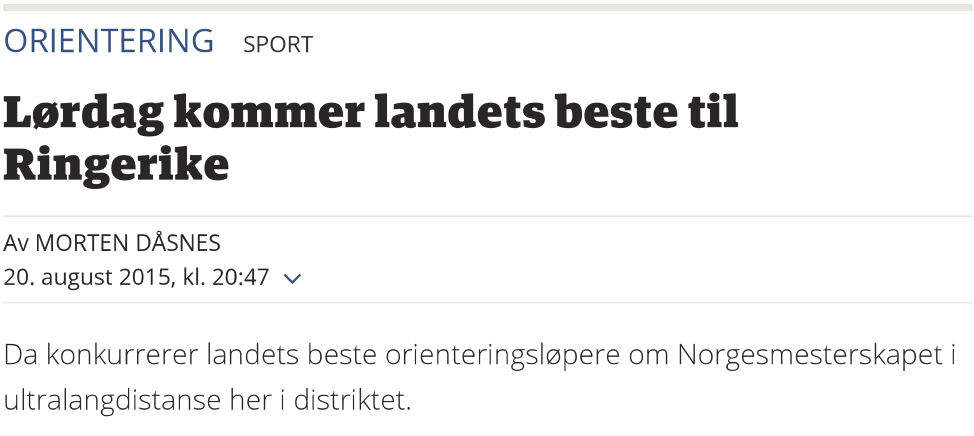 ORIENTERING SPORT
Lørdag kommer landets beste til
Ringerike
Av MORTEN DÅSNES
20. august 2015, kl. 20:47
Da konkurrerer landets beste orienteringsløpere om Norgesmesterskapet i
ultralangdistanse her i distriktet.